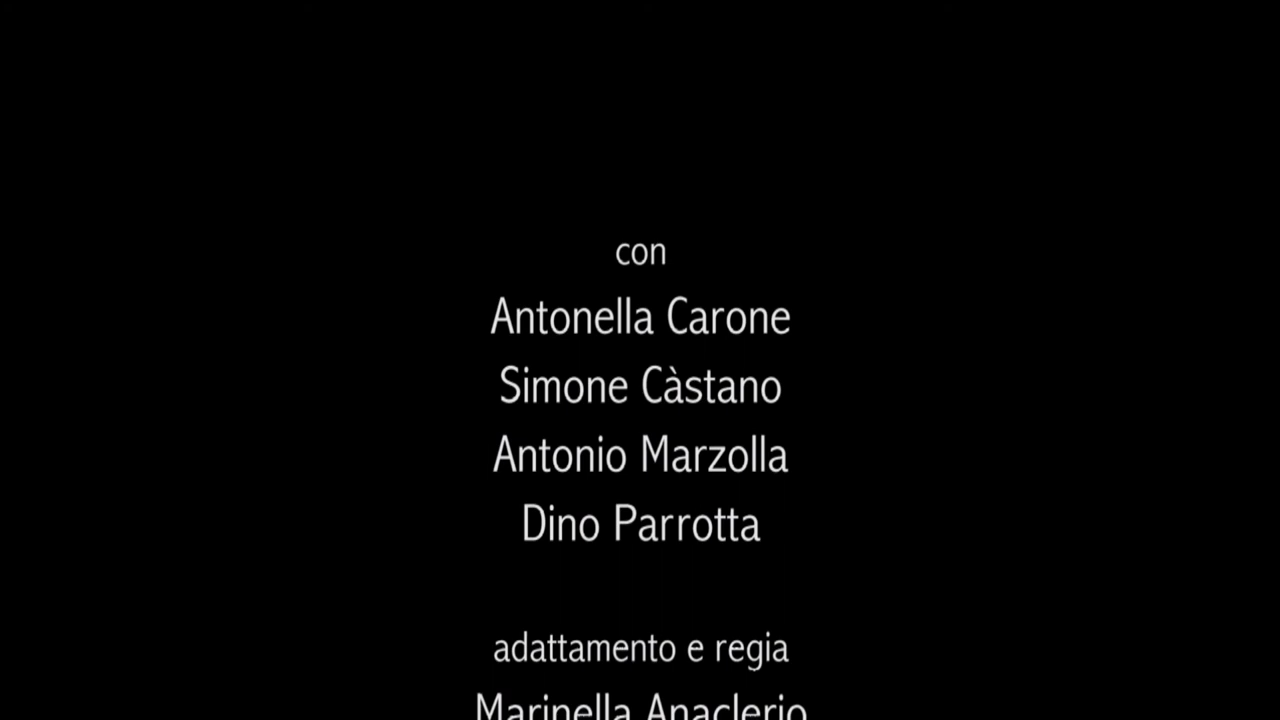 con
Antonella Carone
Simone Càstano
Antonio Marzolla
Dino Parrotta
adattamento e regia
Marinella Anaclerio